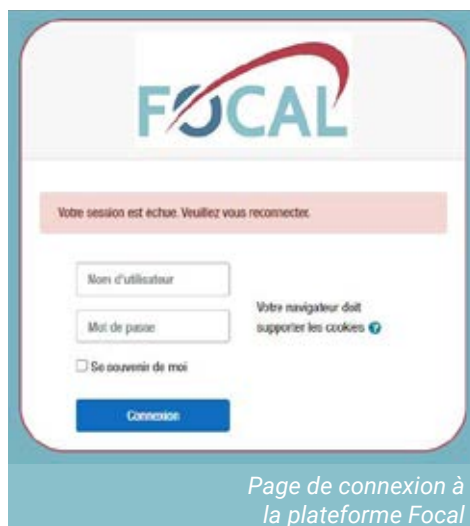 FOCAL
Votre session est échue. Veuillez vous reconnecter.
Nom d'utilisateur
Votre navigateur doit
Mot de passe
supporter les cookies
Se souvenir de moi
Connexion
Page de connexion à
la plateforme Focal